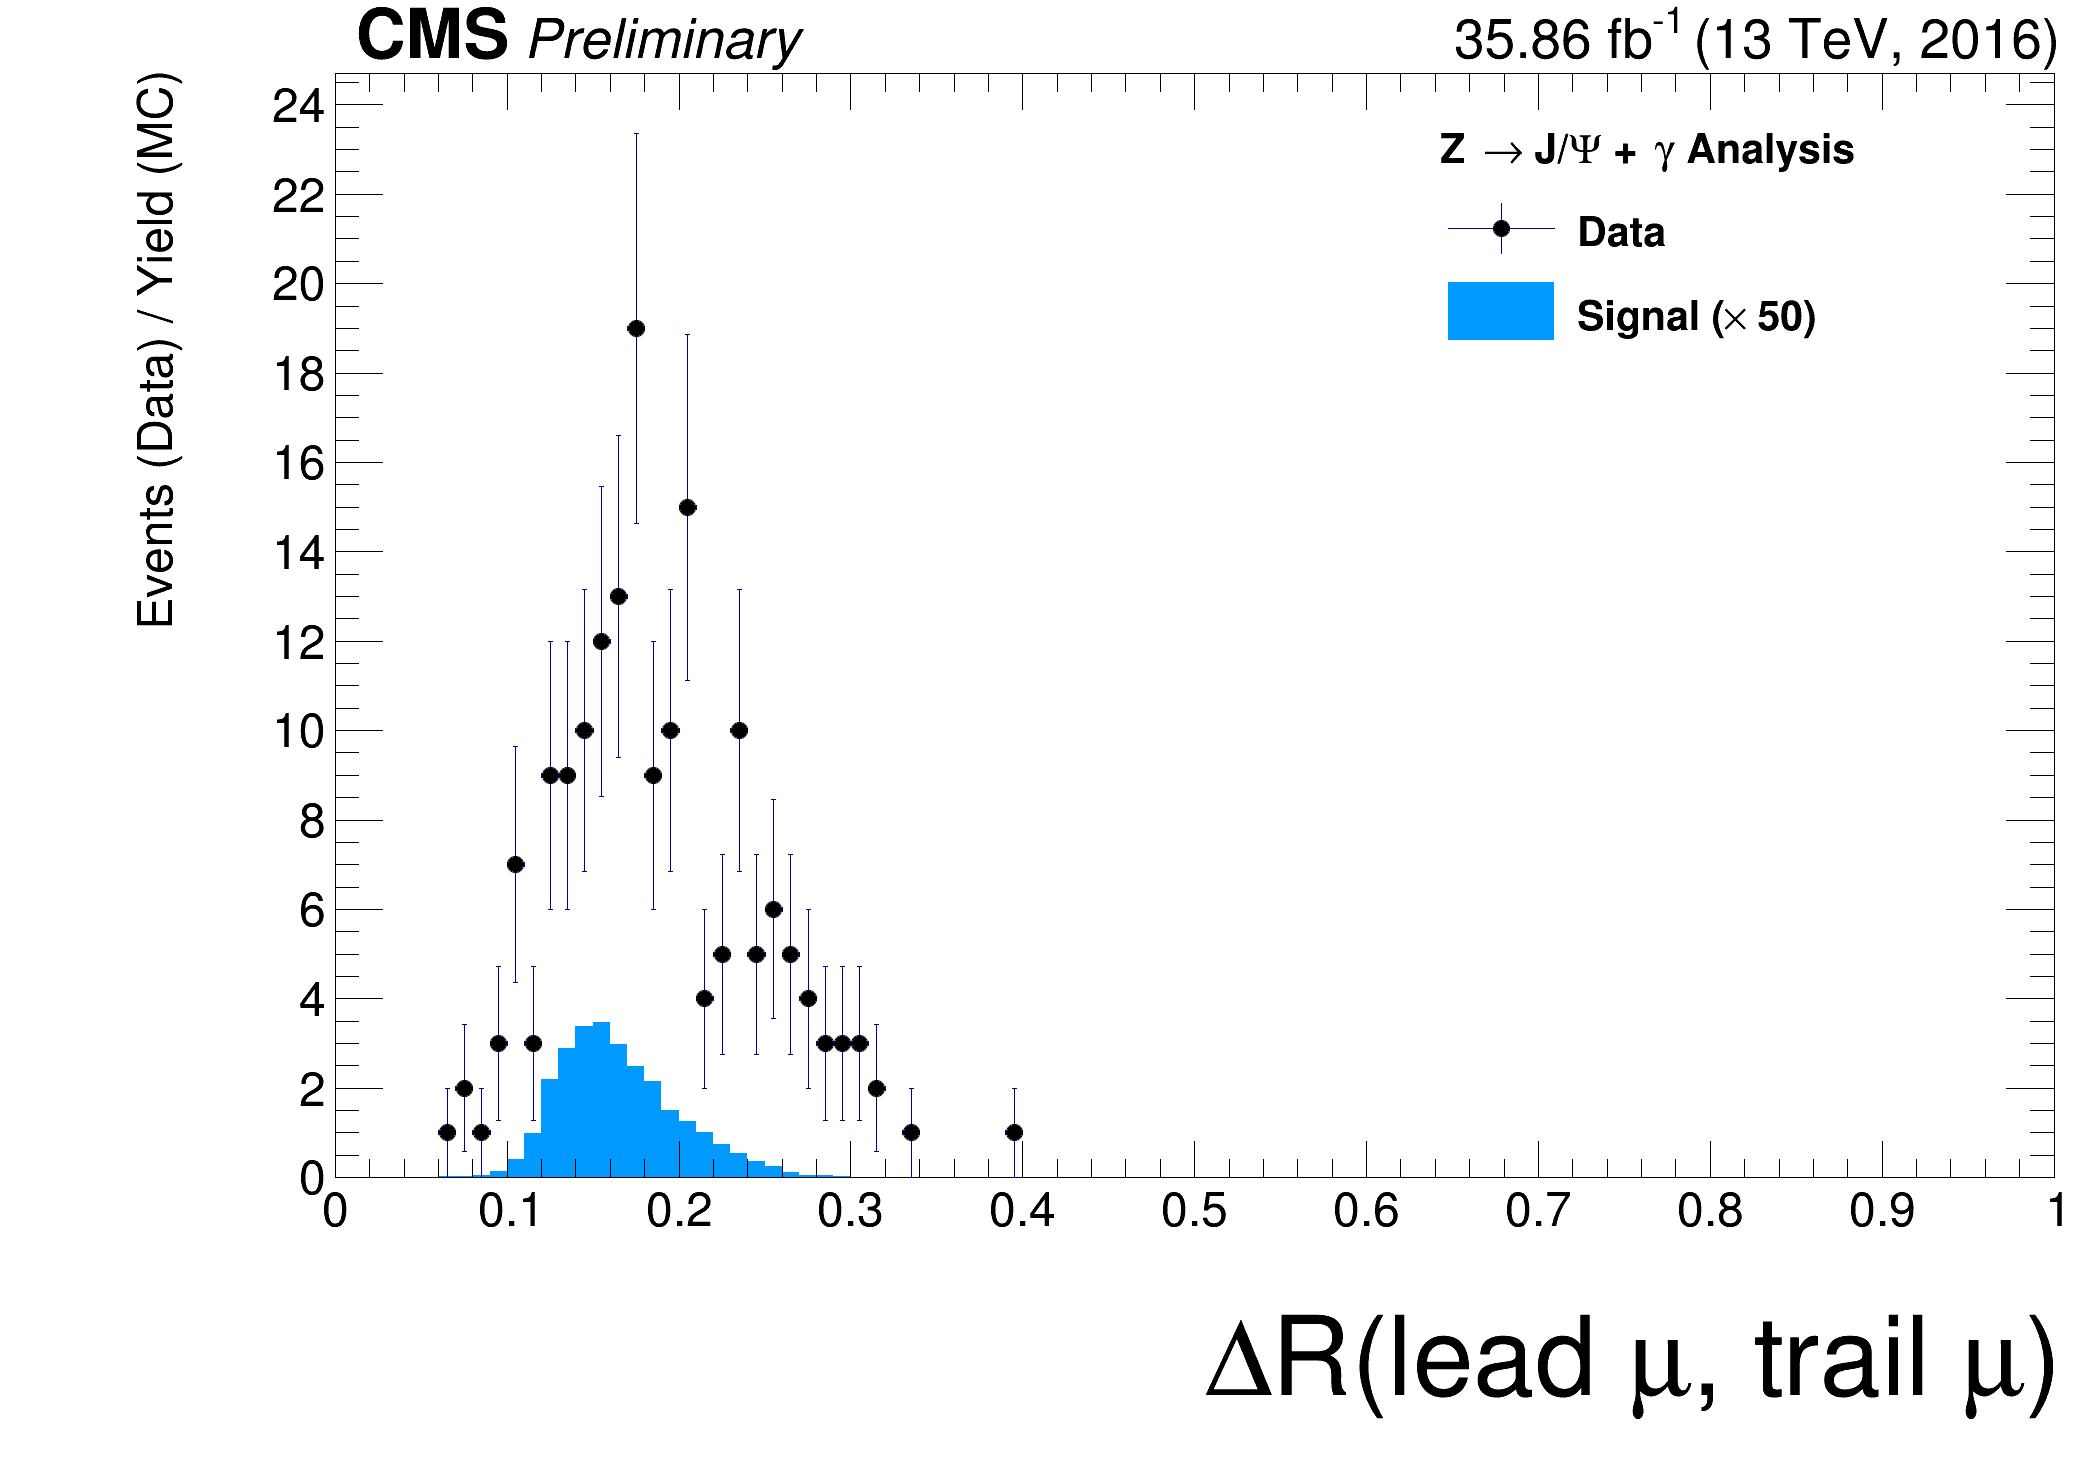 CMS Preliminary
35.86 fb-1 (13 TeV, 2016)
Events (Data) / Yield (MC)
Z → J/Ψ + γ Analysis
Data
Signal (× 50)
24
22
20
18
16
14
12
10
8
6
4
2
0
0 0.1 0.2 0.3 0.4 0.5 0.6 0.7 0.8 0.9 1
ΔR(lead μ, trail μ)